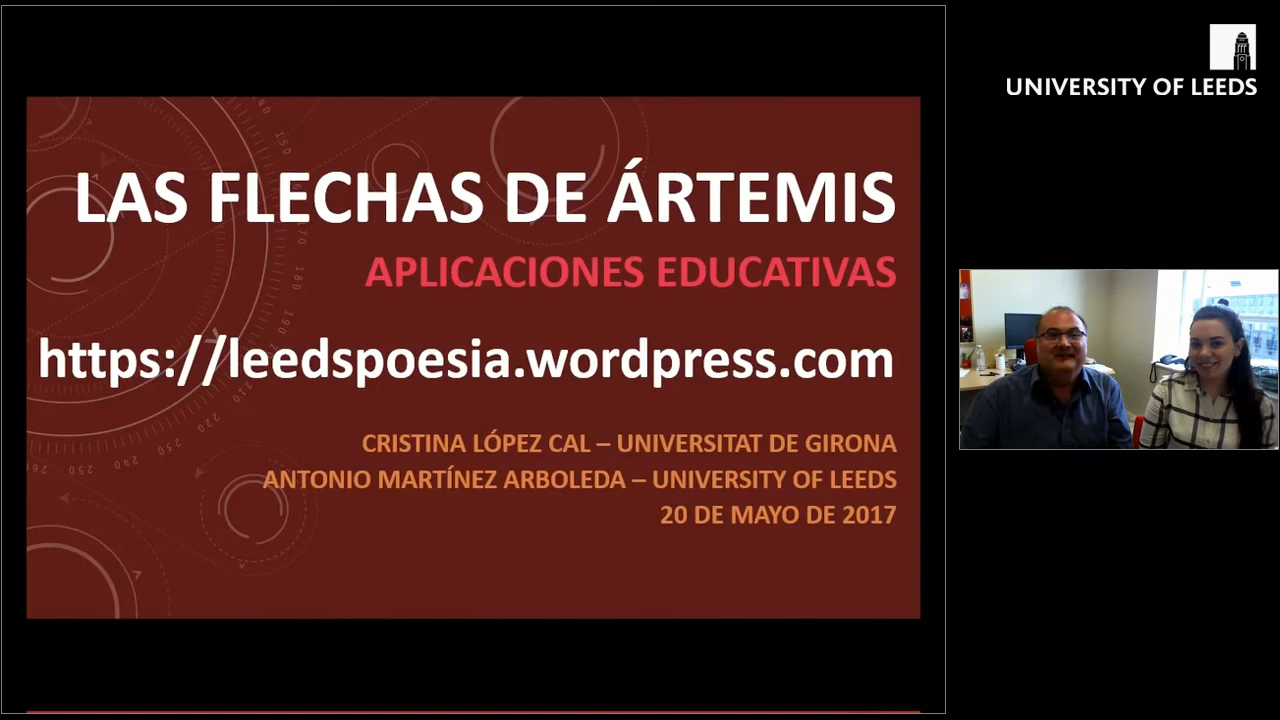 LAS FLECHAS DE ÁRTEMIS
APLICACIONES EDUCATIVAS
https://leedspoesia.wordpress.com
CRISTINA LÓPEZ CAL – UNIVERSITAT DE GIRONA
ANTONIO MARTÍNEZ ARBOLEDA – UNIVERSITY OF LEEDS
20 DE MAYO DE 2017
UNIVERSITY OF LEEDS